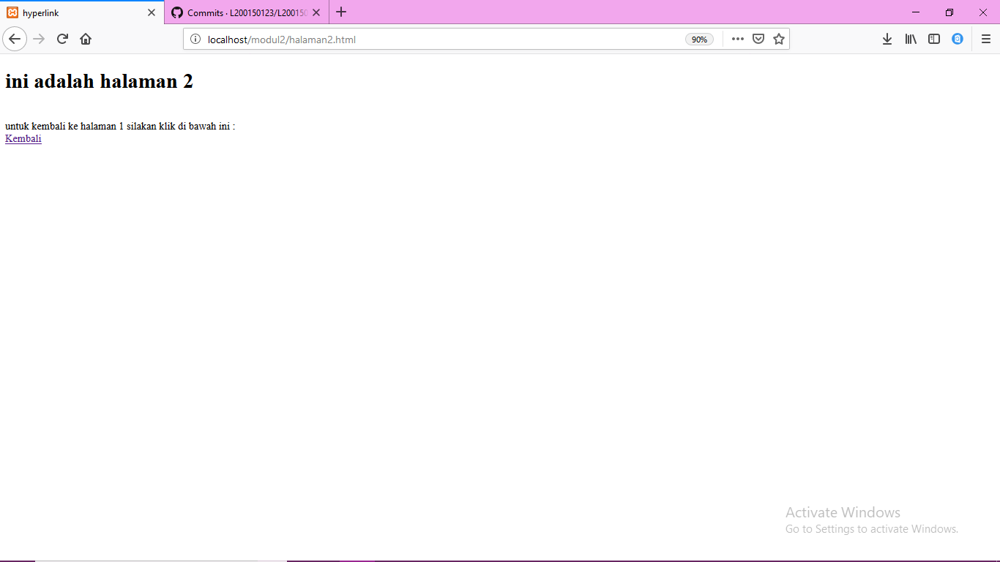 hyperlink
Commits · L200150123/L20015
localhost/modul2/halaman2.html
90%
ini adalah halaman 2
untuk kembali ke halaman 1 silakan klik di bawah ini :
Kembali
Activate Windows
Go to Settings to activate Windows.